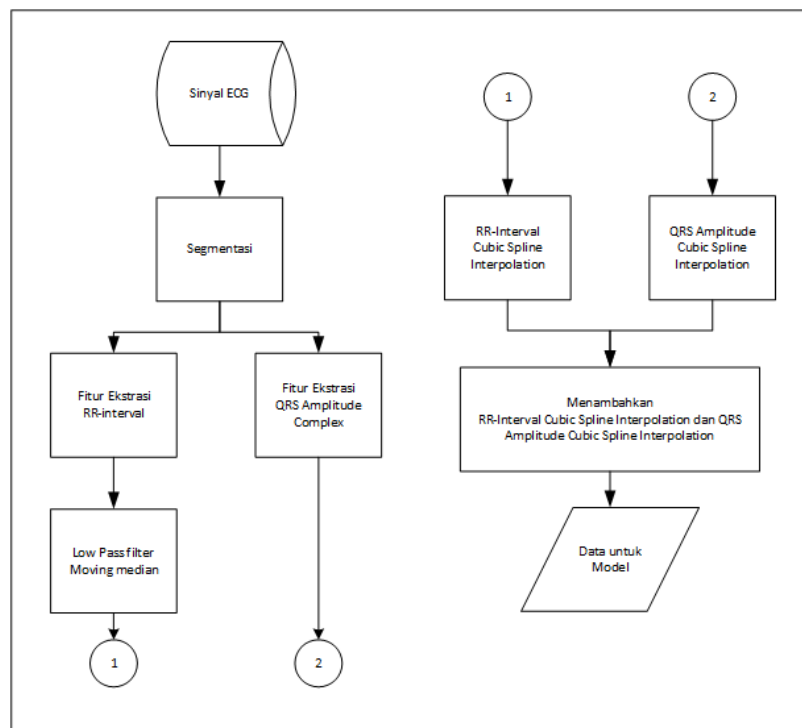 Sinyal ECG
Segmentasi
Fitur Ekstrasi
RR-interval
Fitur Ekstrasi
QRS Amplitude
Complex
Low Pass filter
Moving median
1
2
1
2
RR-Interval
Cubic Spline
Interpolation
QRS Amplitude
Cubic Spline
Interpolation
Menambahkan
RR-Interval Cubic Spline Interpolation dan QRS
Amplitude Cubic Spline Interpolation
Data untuk
Model